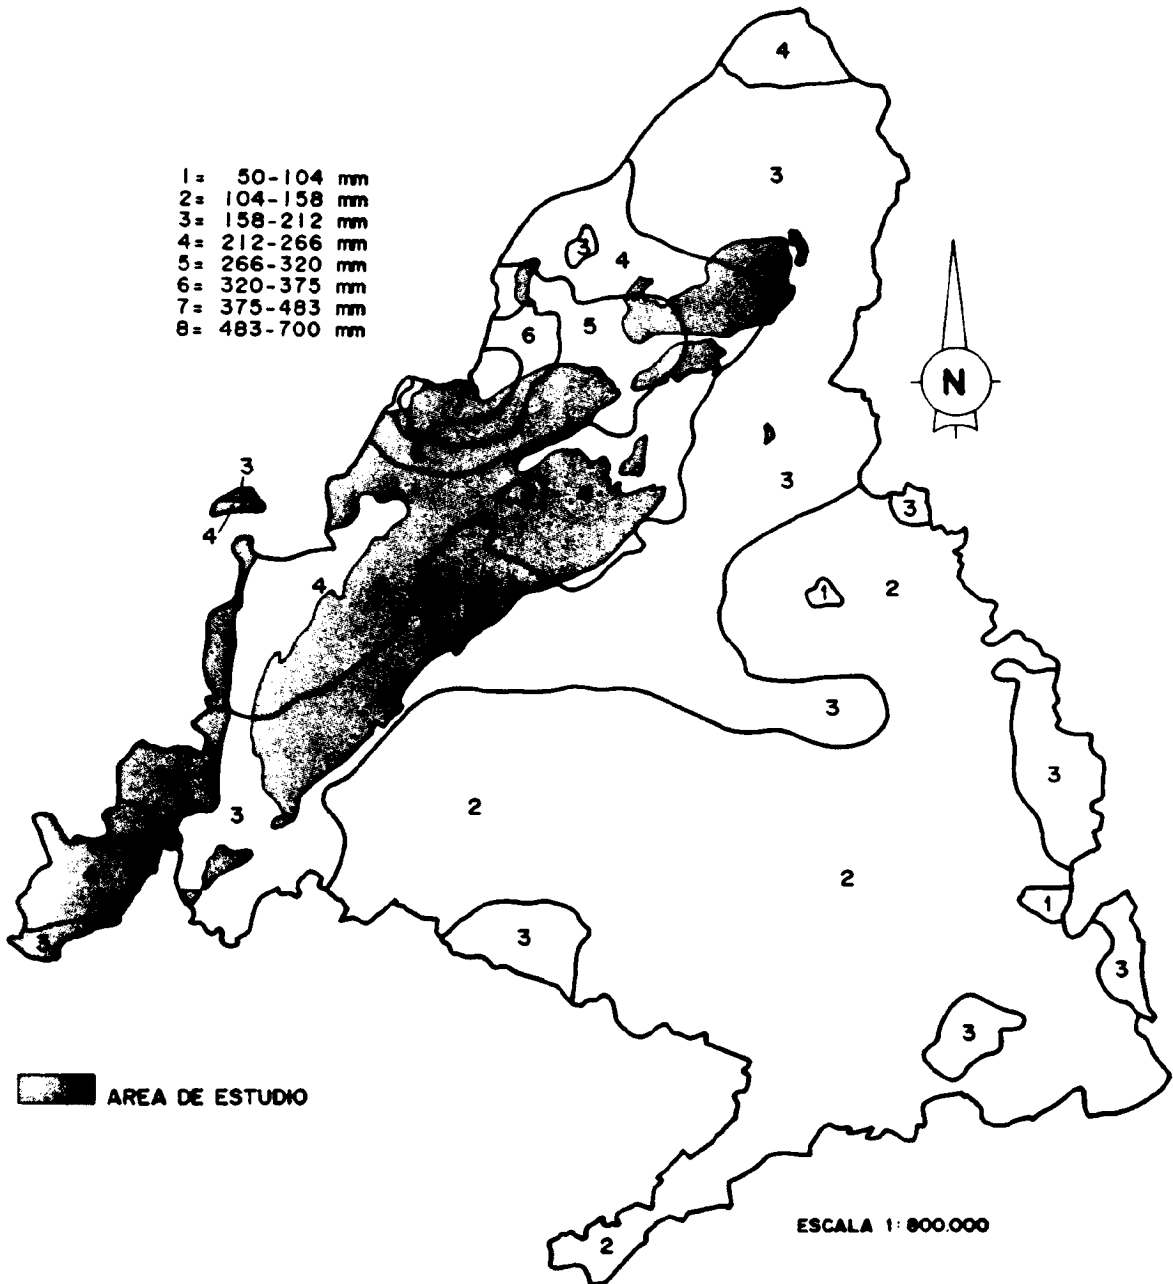 4
3
1= 50-104 mm
2= 104-158 mm
3= 158-212 mm
4= 212-266 mm
5= 266-320 mm
6= 320-375 mm
7= 375-483 mm
8= 483-700 mm
3
4
5
6
N
3
4
3
3
4
1
2
3
3
2
3
2
1
3
3
3
3
AREA DE ESTUDIO
ESCALA 1:800.000
2